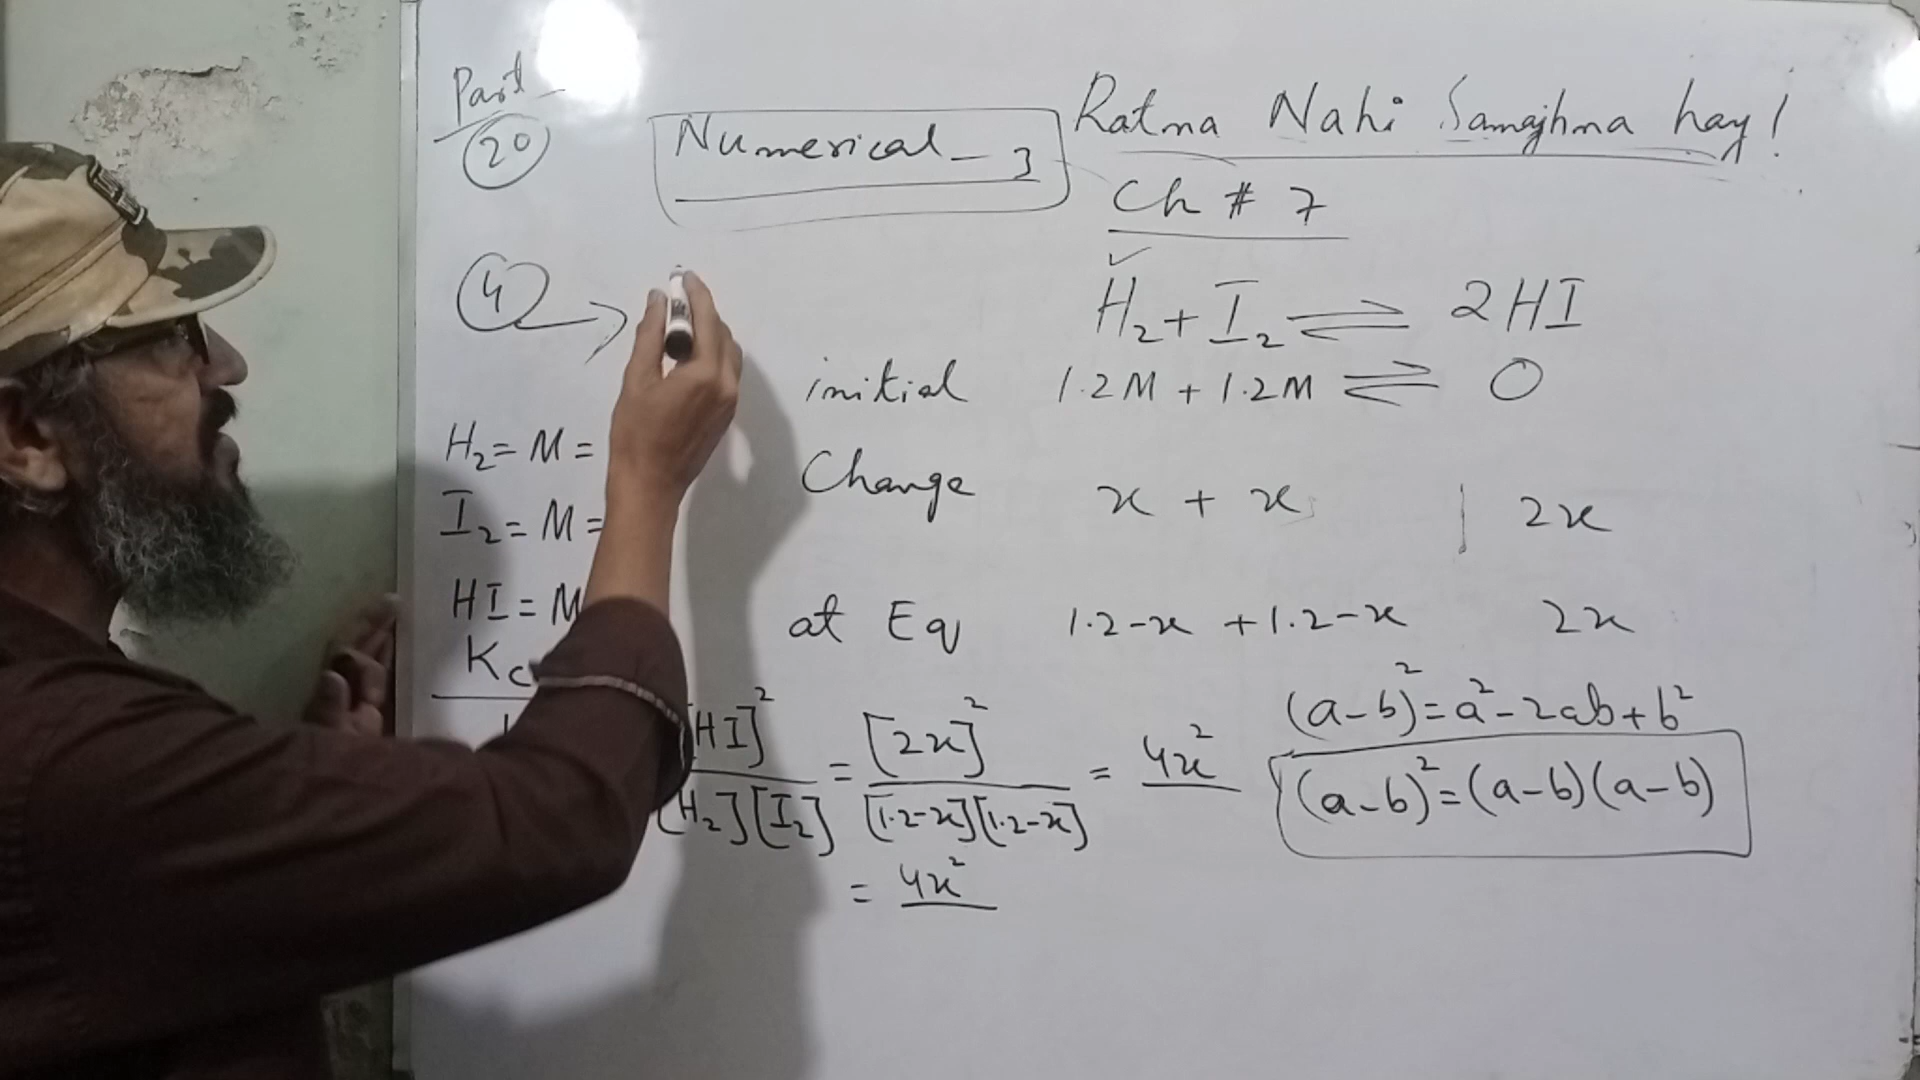 Part
20
Numerical - 3
Ratna Nahi Samajhna hay!
Ch # 7
4
H₂ + I₂ ⇌ 2HI
initial 1.2M + 1.2M ⇌ 0
H₂ = M =
Change x + x | 2x
I₂ = M =
HI = M
at Eq 1.2-x + 1.2-x 2x
Kc
(a-b)² = a² - 2ab + b²
[HI]² / [H₂][I₂] = [2x]² / [1.2-x][1.2-x] = 4x²
(a-b)² = (a-b)(a-b)
= 4x²